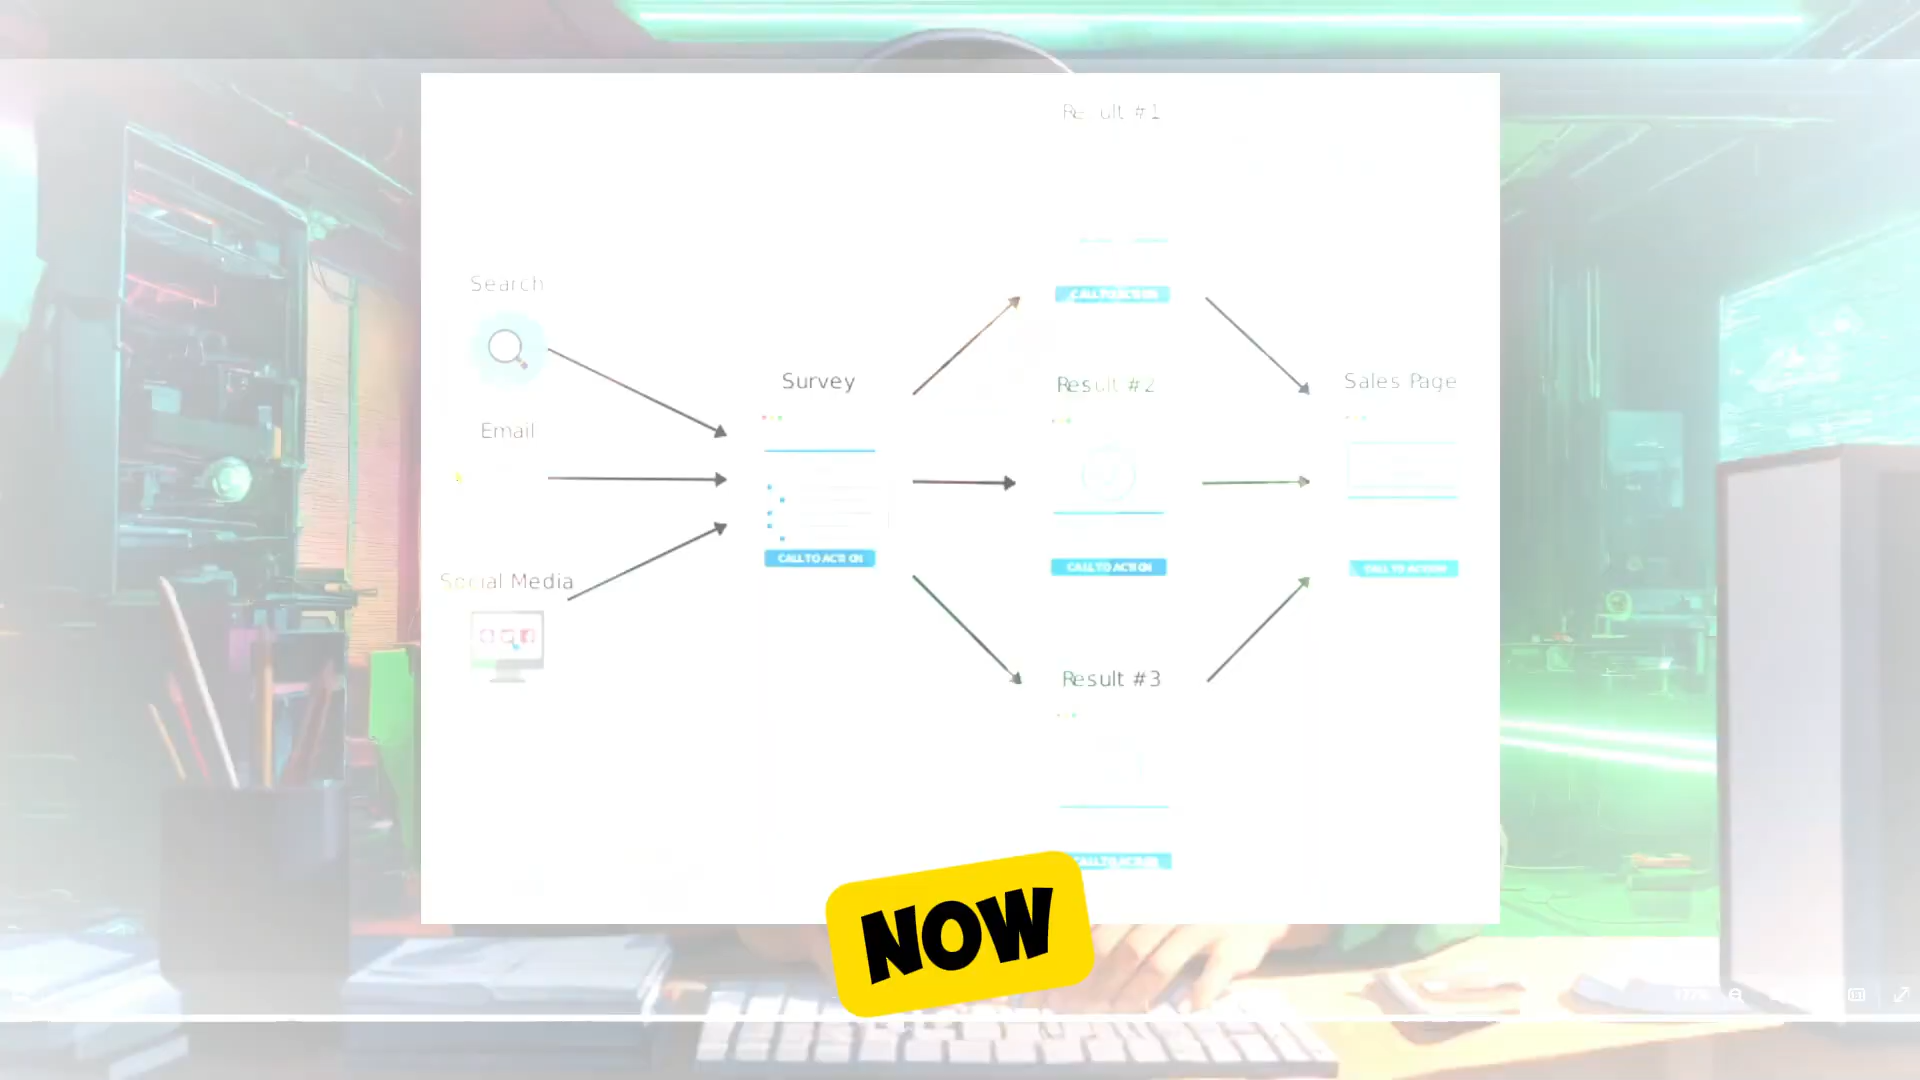 Result #1
CALL TO ACTION
Search
Survey
Result #2
Sales Page
Email
CALL TO ACTION
CALL TO ACTION
CALL TO ACTION
Social Media
Result #3
CALL TO ACTION
NOW